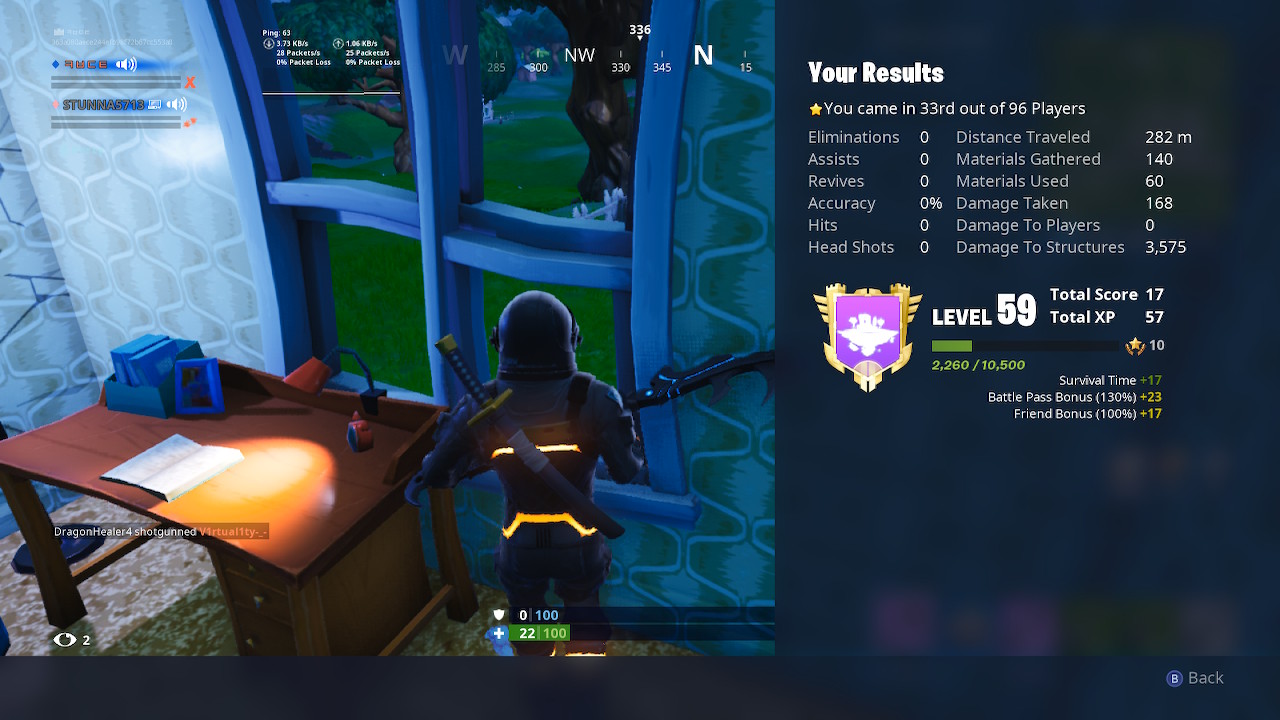 Ping: 63
3.73 KB/s 1.06 KB/s
28 Packets/s 25 Packets/s
0% Packet Loss 0% Packet Loss
336
W 285 300 NW 330 345 N 15
STUNNA5713
DragonHealer4 shotgunned V1rtual1ty-_-
2
0 | 100
22 | 100
Your Results
You came in 33rd out of 96 Players
Eliminations 0 Distance Traveled 282 m
Assists 0 Materials Gathered 140
Revives 0 Materials Used 60
Accuracy 0% Damage Taken 168
Hits 0 Damage To Players 0
Head Shots 0 Damage To Structures 3,575
LEVEL 59
Total Score 17
Total XP 57
10
2,260 / 10,500
Survival Time +17
Battle Pass Bonus (130%) +23
Friend Bonus (100%) +17
B Back